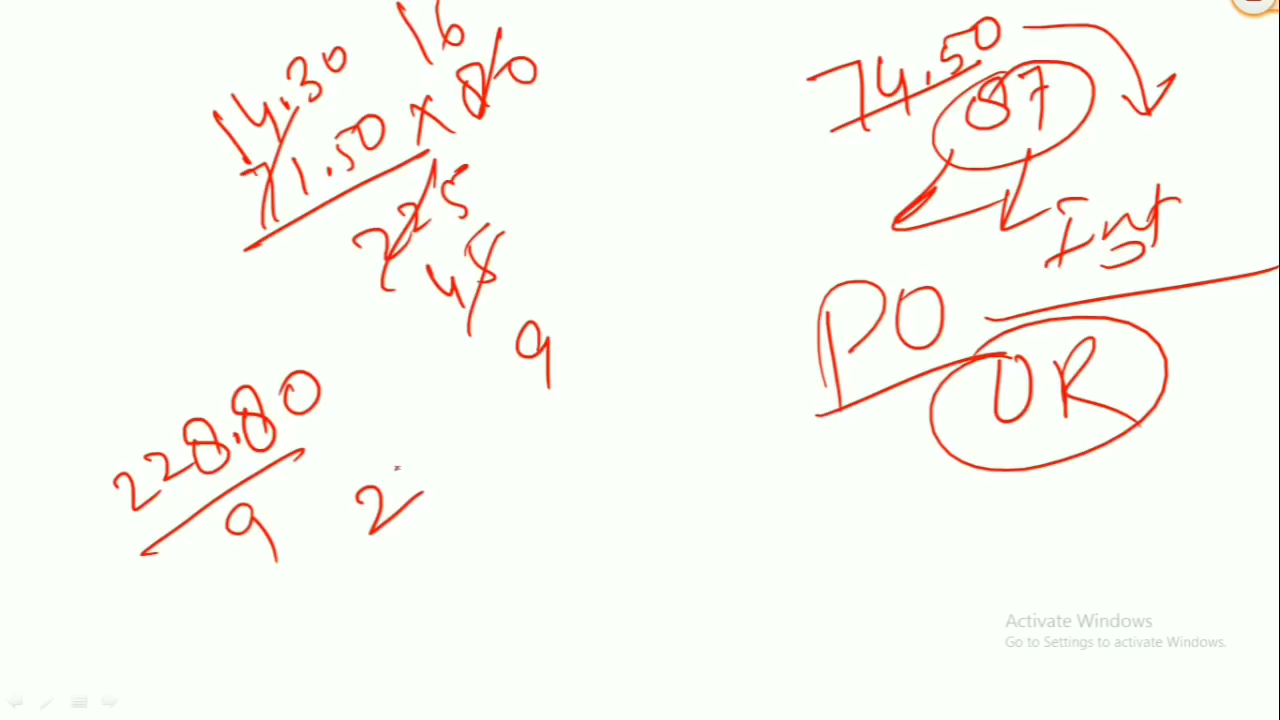 16
14.30
71.50 × 80
225
45
9
228.80
9
2
74.50
87
Int
PO
OR
Activate Windows
Go to Settings to activate Windows.